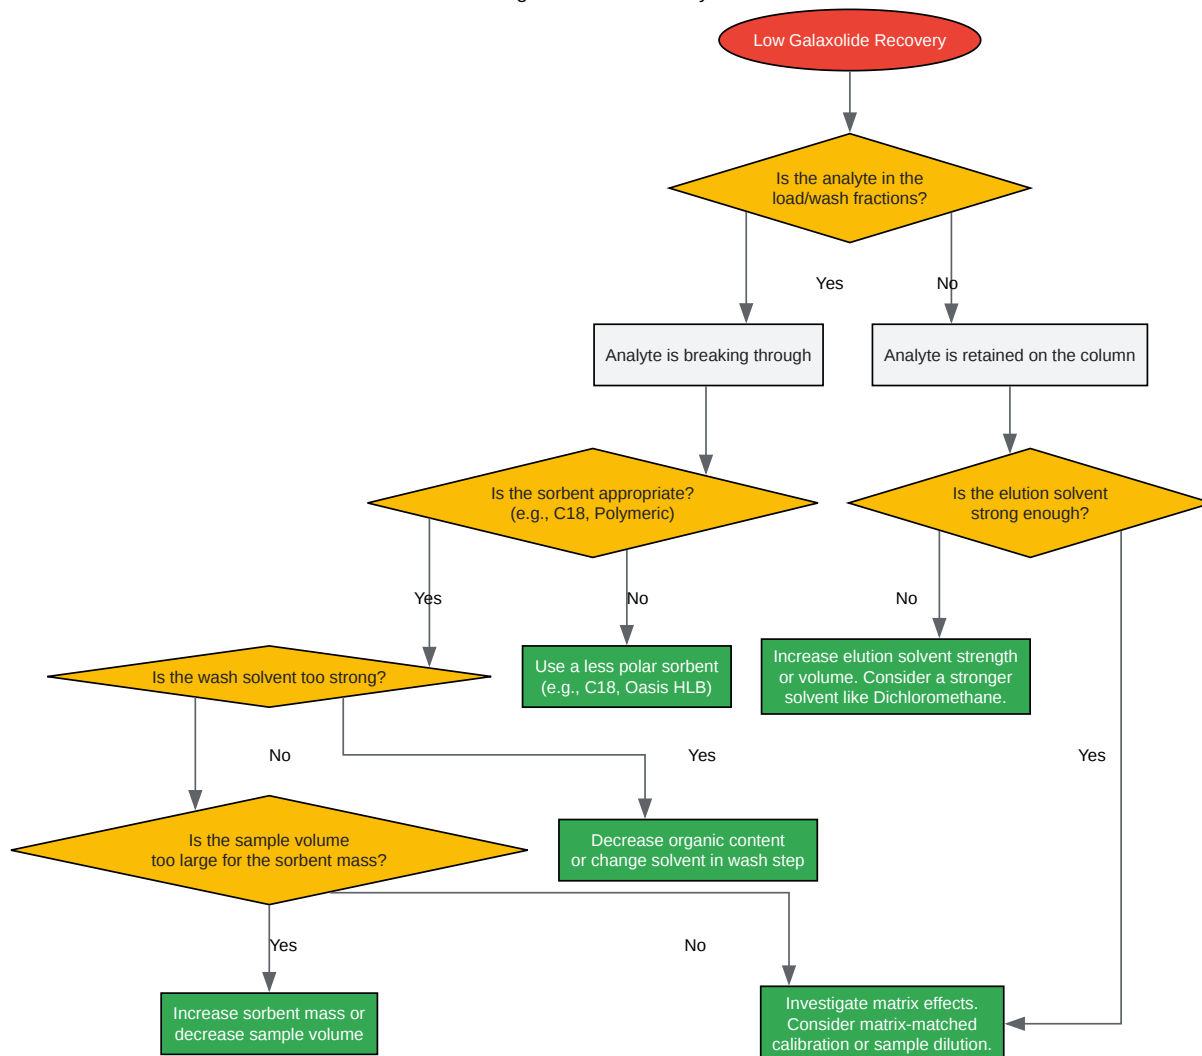 Low Galaxolide Recovery
Is the analyte in the
load/wash fractions?
Yes
No
Analyte is breaking through
Analyte is retained on the column
Is the sorbent appropriate?
(e.g., C18, Polymeric)
Is the elution solvent
strong enough?
Yes
No
No
Is the wash solvent too strong?
Use a less polar sorbent
(e.g., C18, Oasis HLB)
Increase elution solvent strength
or volume. Consider a stronger
solvent like Dichloromethane.
No
Yes
Yes
Is the sample volume
too large for the sorbent mass?
Decrease organic content
or change solvent in wash step
Yes
No
Increase sorbent mass or
decrease sample volume
Investigate matrix effects.
Consider matrix-matched
calibration or sample dilution.